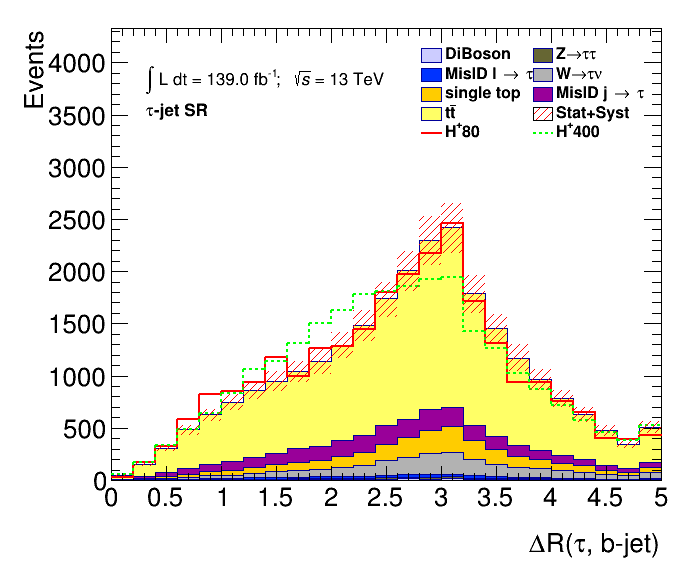 Events
4000
3500
3000
2500
2000
1500
1000
500
0
∫ L dt = 139.0 fb⁻¹; √s = 13 TeV
τ-jet SR
DiBoson Z→ττ
MisID l → τ W→τν
single top MisID j → τ
tt̄ Stat+Syst
H⁺80 H⁺400
0 0.5 1 1.5 2 2.5 3 3.5 4 4.5 5
ΔR(τ, b-jet)